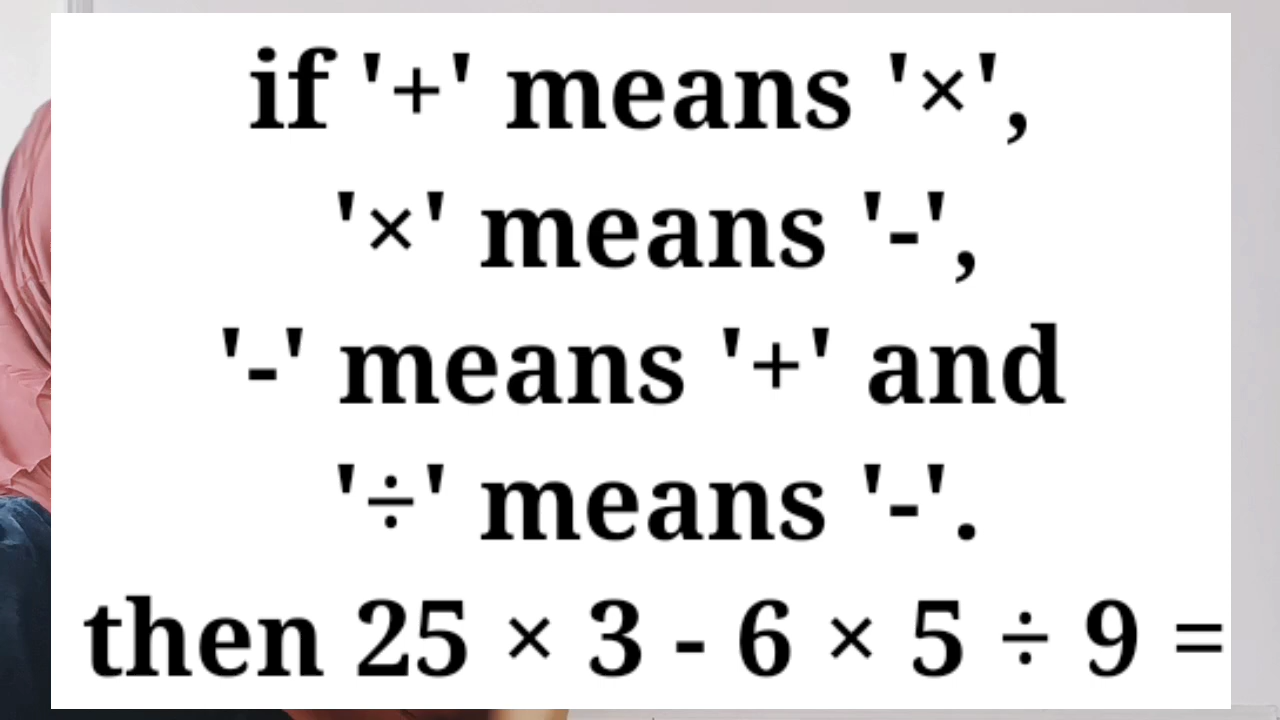 if '+' means '×',
'×' means '-',
'-' means '+' and
'÷' means '-'.
then 25 × 3 - 6 × 5 ÷ 9 =